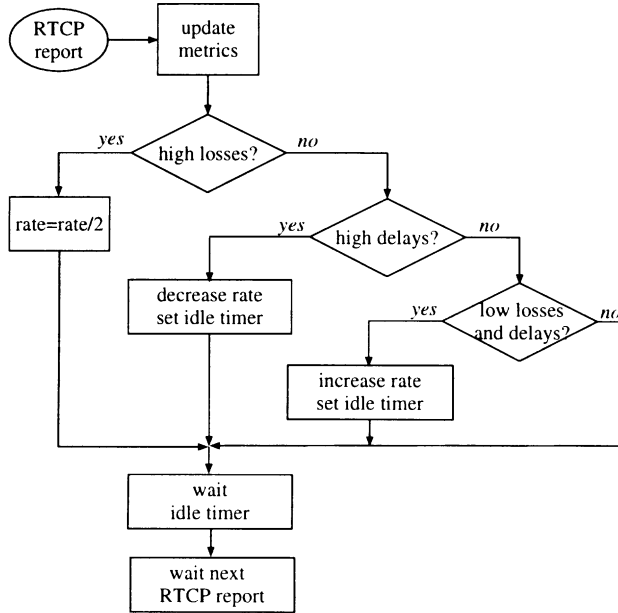 RTCP
report
update
metrics
yes
no
high losses?
rate=rate/2
yes
no
high delays?
decrease rate
set idle timer
yes
low losses
and delays?
no
increase rate
set idle timer
wait
idle timer
wait next
RTCP report